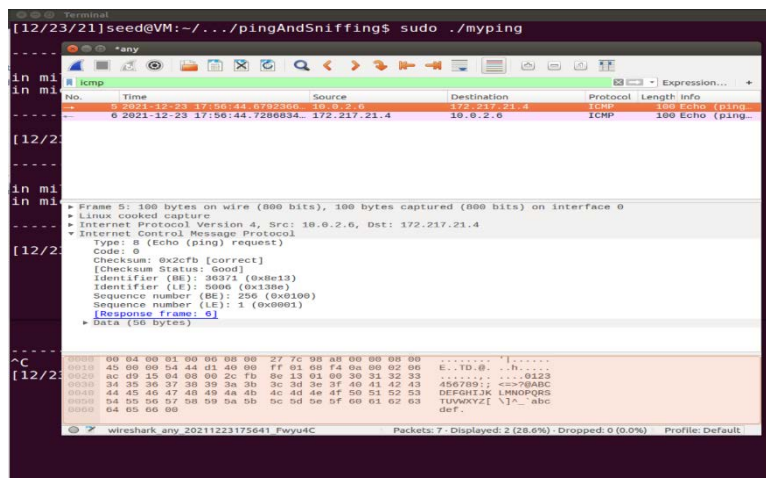 Terminal
[12/23/21]seed@VM:~/.../pingAndSniffing$ sudo ./myping
-----
in mi
in mi
-----
[12/2
-----
in mi
in mi
-----
[12/2
-----
^C
[12/2
*any
icmp
Expression... +
No. Time Source Destination Protocol Length Info
5 2021-12-23 17:56:44.6792366… 10.0.2.6 172.217.21.4 ICMP 100 Echo (ping…
6 2021-12-23 17:56:44.7286834… 172.217.21.4 10.0.2.6 ICMP 100 Echo (ping…
▶ Frame 5: 100 bytes on wire (800 bits), 100 bytes captured (800 bits) on interface 0
▶ Linux cooked capture
▶ Internet Protocol Version 4, Src: 10.0.2.6, Dst: 172.217.21.4
▼ Internet Control Message Protocol
Type: 8 (Echo (ping) request)
Code: 0
Checksum: 0x2cfb [correct]
[Checksum Status: Good]
Identifier (BE): 36371 (0x8e13)
Identifier (LE): 5006 (0x138e)
Sequence number (BE): 256 (0x0100)
Sequence number (LE): 1 (0x0001)
[Response frame: 6]
▶ Data (56 bytes)
0000 00 04 00 01 00 06 08 00 27 7c 98 a8 00 00 08 00 ........ '|......
0010 45 00 00 54 44 d1 40 00 ff 01 68 f4 0a 00 02 06 E..TD.@. ..h.....
0020 ac d9 15 04 08 00 2c fb 8e 13 01 00 30 31 32 33 ......,. ....0123
0030 34 35 36 37 38 39 3a 3b 3c 3d 3e 3f 40 41 42 43 456789:; <=>?@ABC
0040 44 45 46 47 48 49 4a 4b 4c 4d 4e 4f 50 51 52 53 DEFGHIJK LMNOPQRS
0050 54 55 56 57 58 59 5a 5b 5c 5d 5e 5f 60 61 62 63 TUVWXYZ[ \]^_`abc
0060 64 65 66 00 def.
wireshark_any_20211223175641_Fwyu4C Packets: 7 · Displayed: 2 (28.6%) · Dropped: 0 (0.0%) Profile: Default